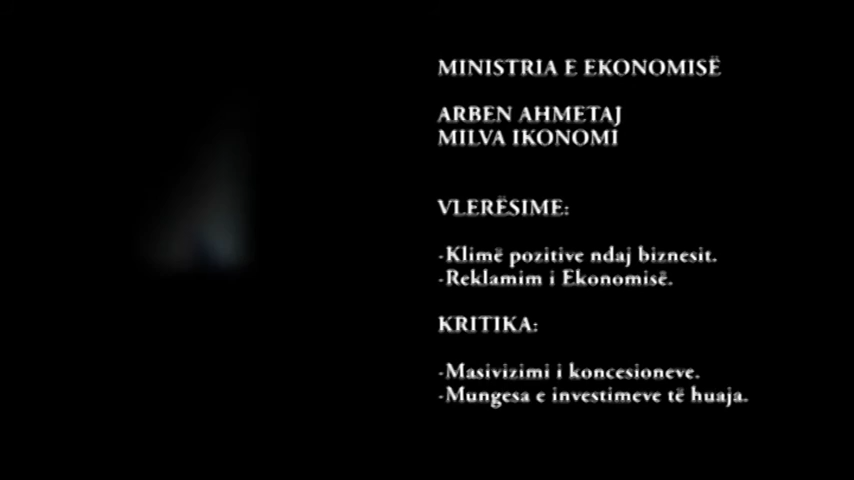 MINISTRIA E EKONOMISË
ARBEN AHMETAJ
MILVA IKONOMI
VLERËSIME:
-Klimë pozitive ndaj biznesit.
-Reklamim i Ekonomisë.
KRITIKA:
-Masivizimi i koncesioneve.
-Mungesa e investimeve të huaja.